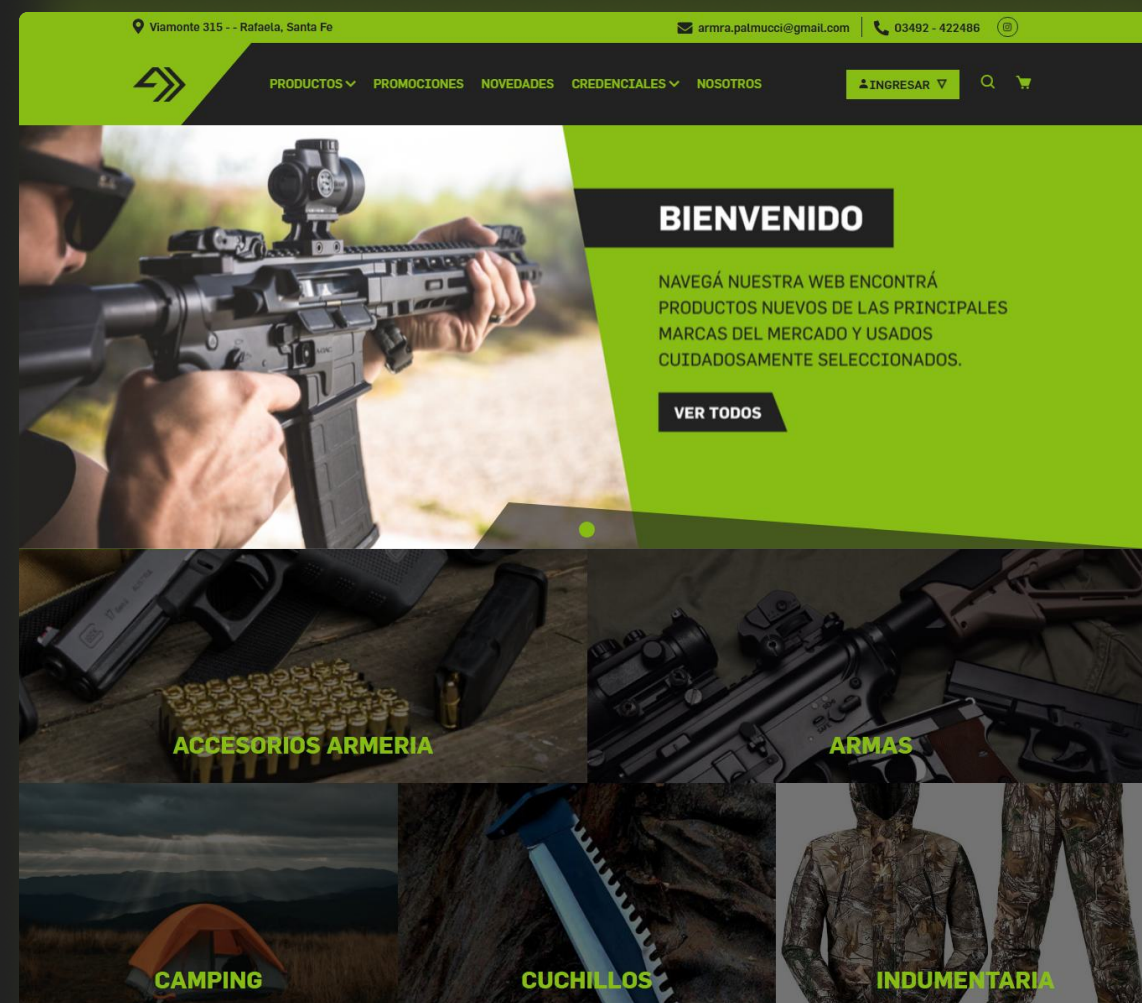 Viamonte 315 - - Rafaela, Santa Fe
armra.palmucci@gmail.com
03492 - 422486
PRODUCTOS
PROMOCIONES
NOVEDADES
CREDENCIALES
NOSOTROS
INGRESAR
BIENVENIDO
NAVEGÁ NUESTRA WEB ENCONTRÁ
PRODUCTOS NUEVOS DE LAS PRINCIPALES
MARCAS DEL MERCADO Y USADOS
CUIDADOSAMENTE SELECCIONADOS.
VER TODOS
GLOCK
17
ACCESORIOS ARMERIA
ARMAS
CAMPING
CUCHILLOS
INDUMENTARIA